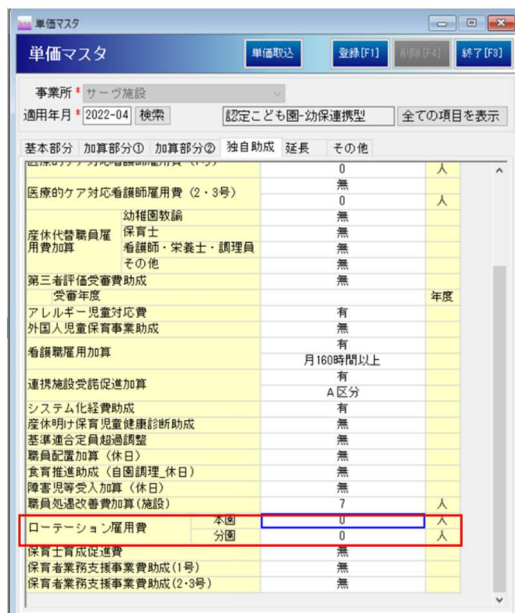 単価マスタ
単価マスタ 単価取込 登録[F1] 削除[F4] 終了[F3]
事業所* サーヴ施設
適用年月* 2022-04 検索 認定こども園-幼保連携型 全ての項目を表示
基本部分 加算部分① 加算部分② 独自助成 延長 その他
0 人
医療的ケア対応看護師雇用費（2・3号） 無
0 人
産休代替職員雇用費加算 幼稚園教諭 無
保育士 無
看護師・栄養士・調理員 無
その他 無
第三者評価受審費助成 無
受審年度 年度
アレルギー児童対応費 有
外国人児童保育事業助成 無
看護職雇用加算 有
月160時間以上
連携施設受諾促進加算 有
A区分
システム化経費助成 有
産休明け保育児童健康診断助成 無
基準適合定員超過調整 無
職員配置加算（休日） 無
食育推進助成（自園調理_休日） 無
障害児等受入加算（休日） 無
職員処遇改善費加算(施設) 7 人
ローテーション雇用費 本園 0 人
分園 0 人
保育士育成促進費 無
保育者業務支援事業費助成(1号) 無
保育者業務支援事業費助成(2・3号) 無